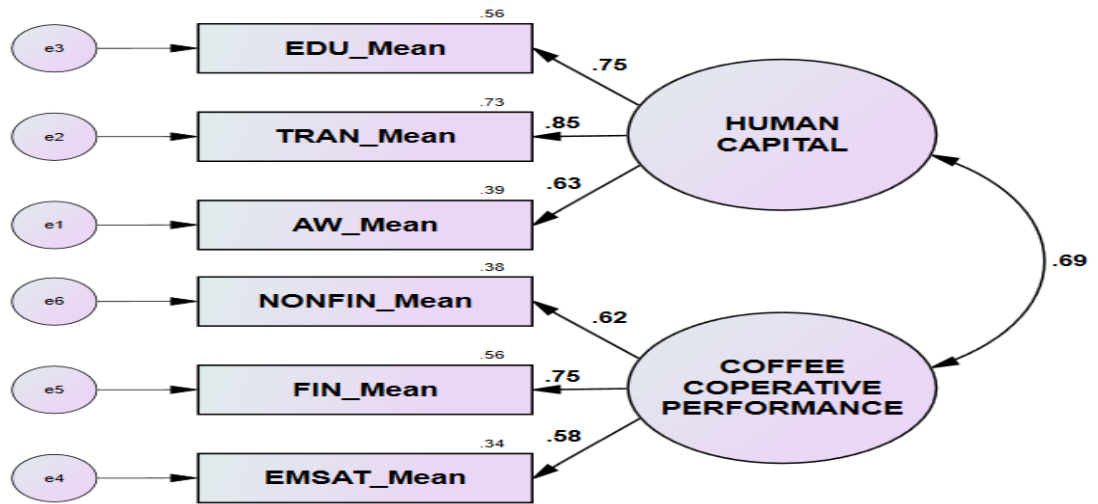 .56
e3
EDU_Mean
.75
.73
e2
TRAN_Mean
.85
HUMAN
CAPITAL
.39
e1
AW_Mean
.63
.69
.38
e6
NONFIN_Mean
.62
.56
e5
FIN_Mean
.75
COFFEE
COPERATIVE
PERFORMANCE
.34
e4
EMSAT_Mean
.58